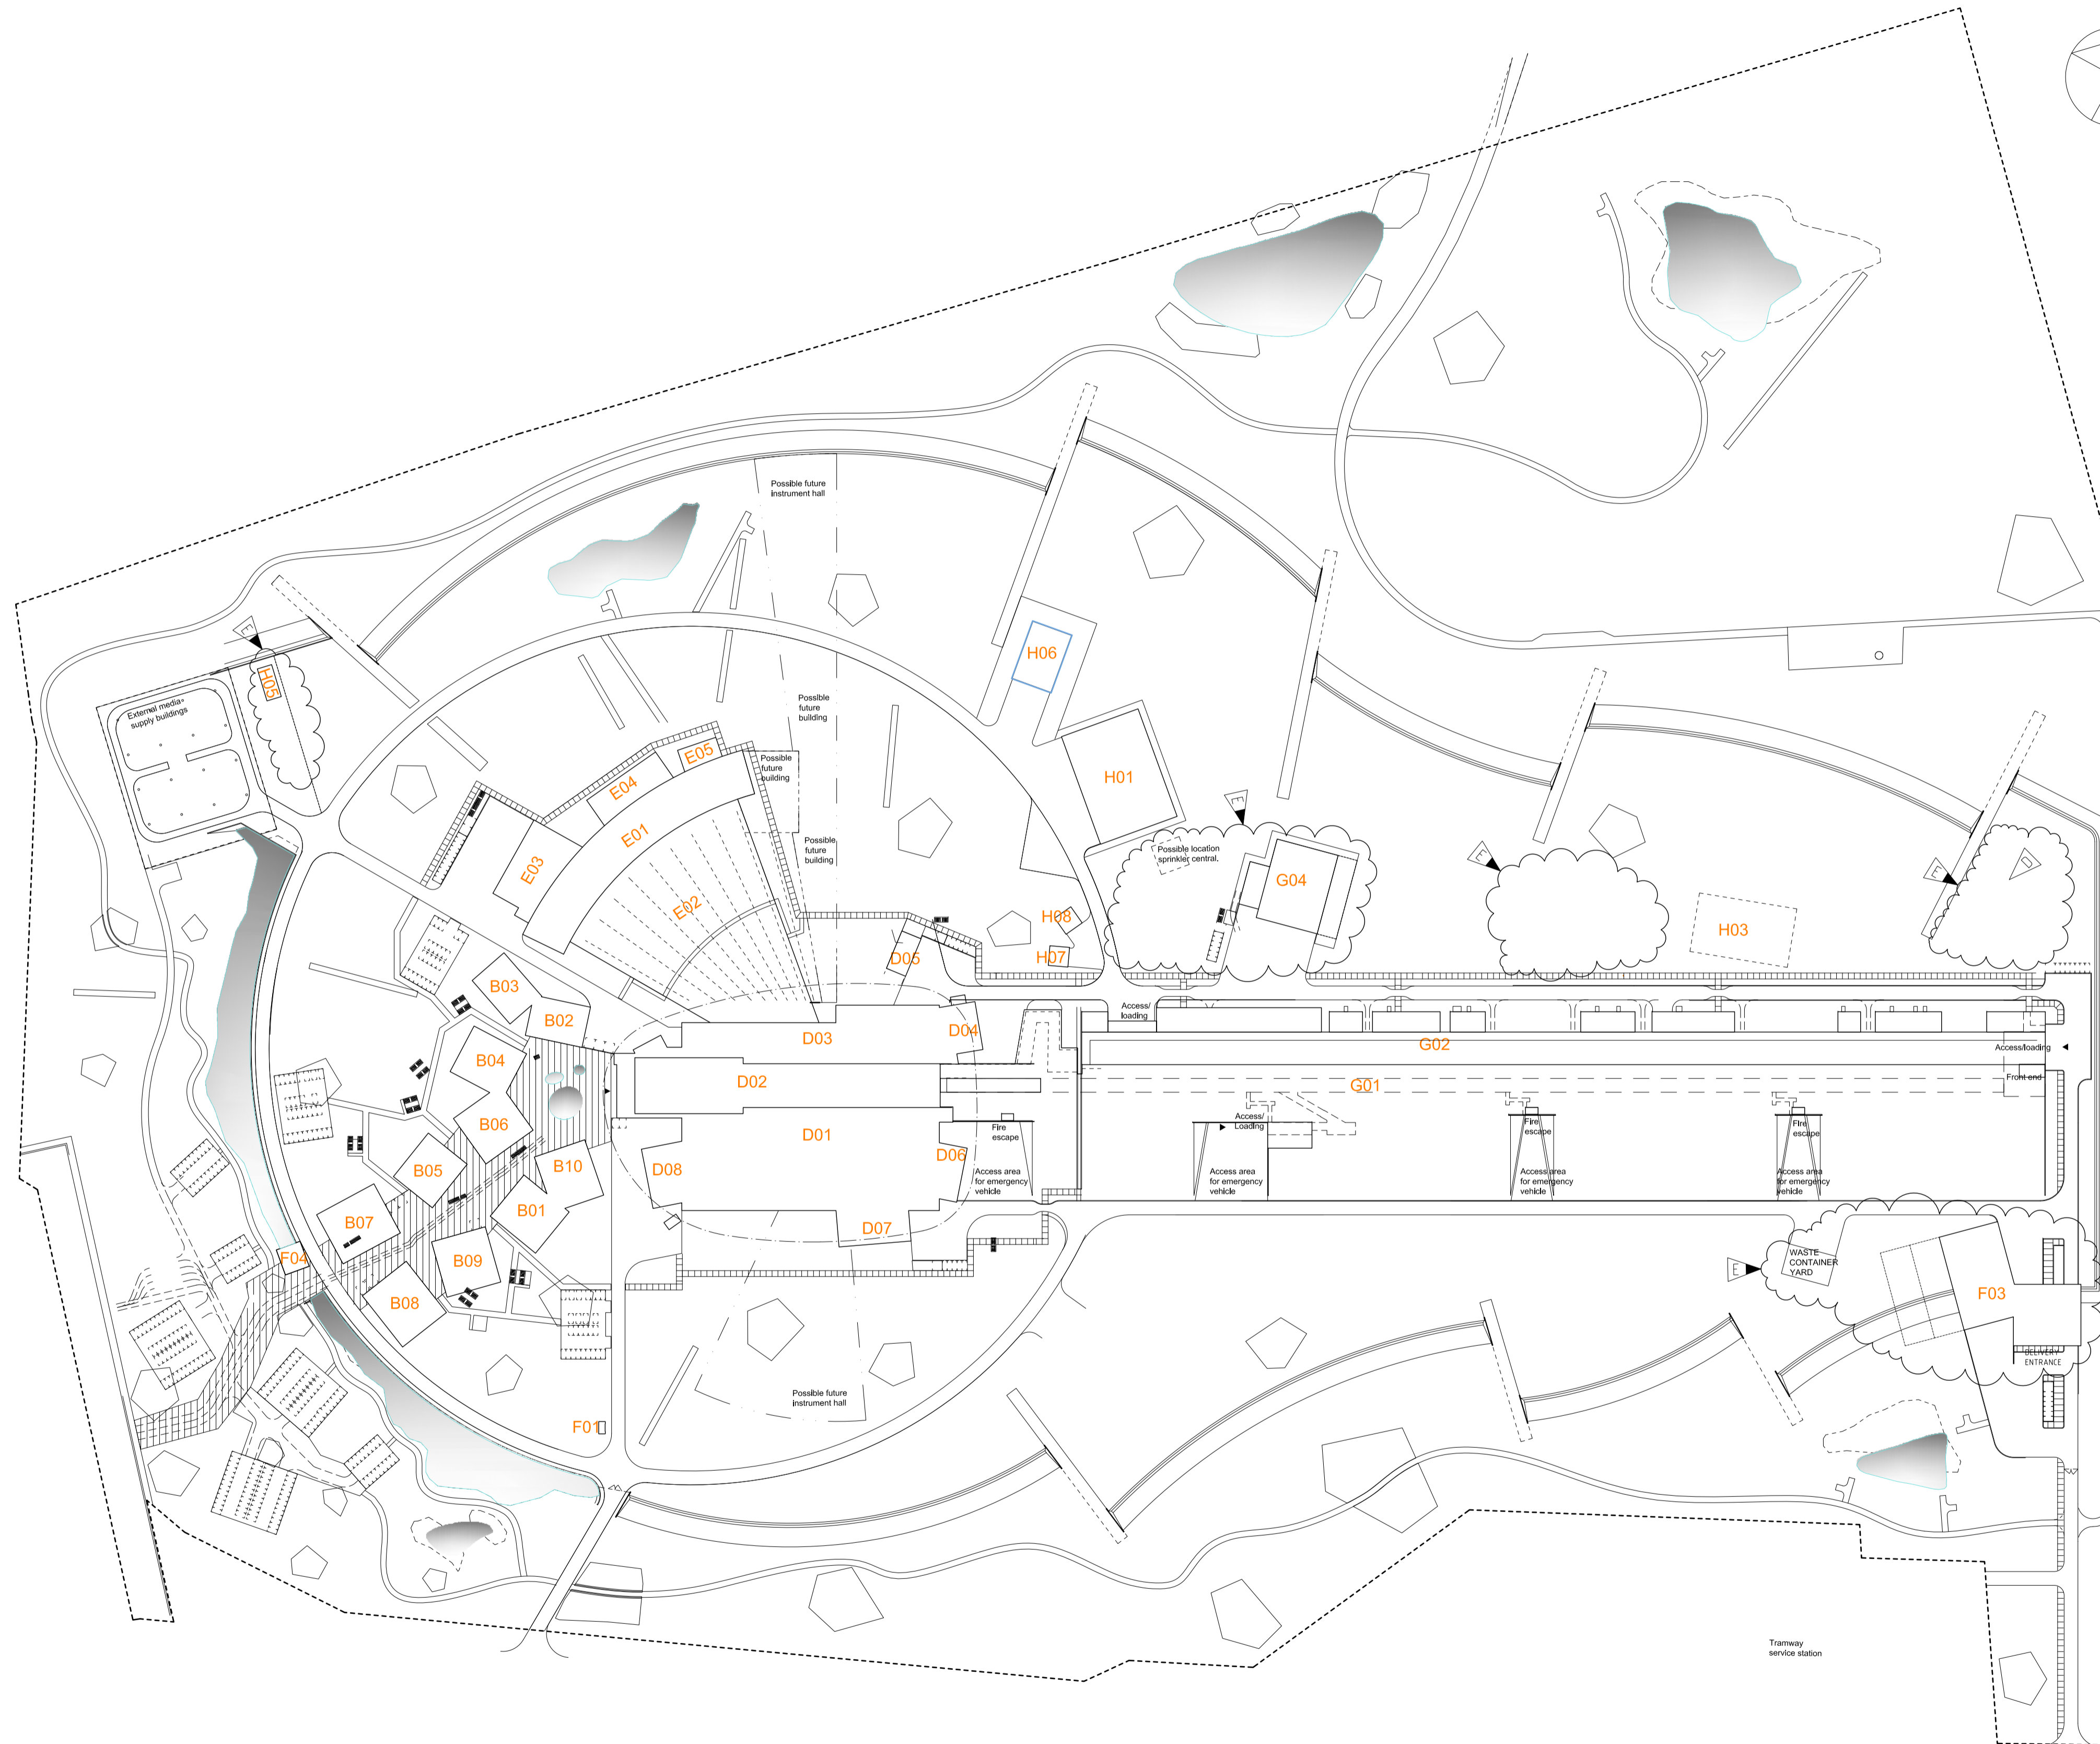 Possible future
instrument hall
E
H05
External media-
supply buildings
H06
Possible
future
building
E05
Possible
future
building
E04
H01
E01
E
Possible
future
building
Possible location
sprinkler central.
E
E
D
E03
G04
E02
H08
H03
H07
D05
B03
B02
Access/
loading
D04
D03
G02
Access/loading
B04
D02
Front end
G01
B06
Access/
Loading
Fire
escape
Fire
escape
Fire
escape
D01
D06
B10
B05
D08
Access area
for emergency
vehicle
Access area
for emergency
vehicle
Access area
for emergency
vehicle
Access area
for emergency
vehicle
B01
B07
D07
F04
B09
WASTE
CONTAINER
YARD
E
F03
B08
DELIVERY
ENTRANCE
Possible future
instrument hall
F01
Tramway
service station